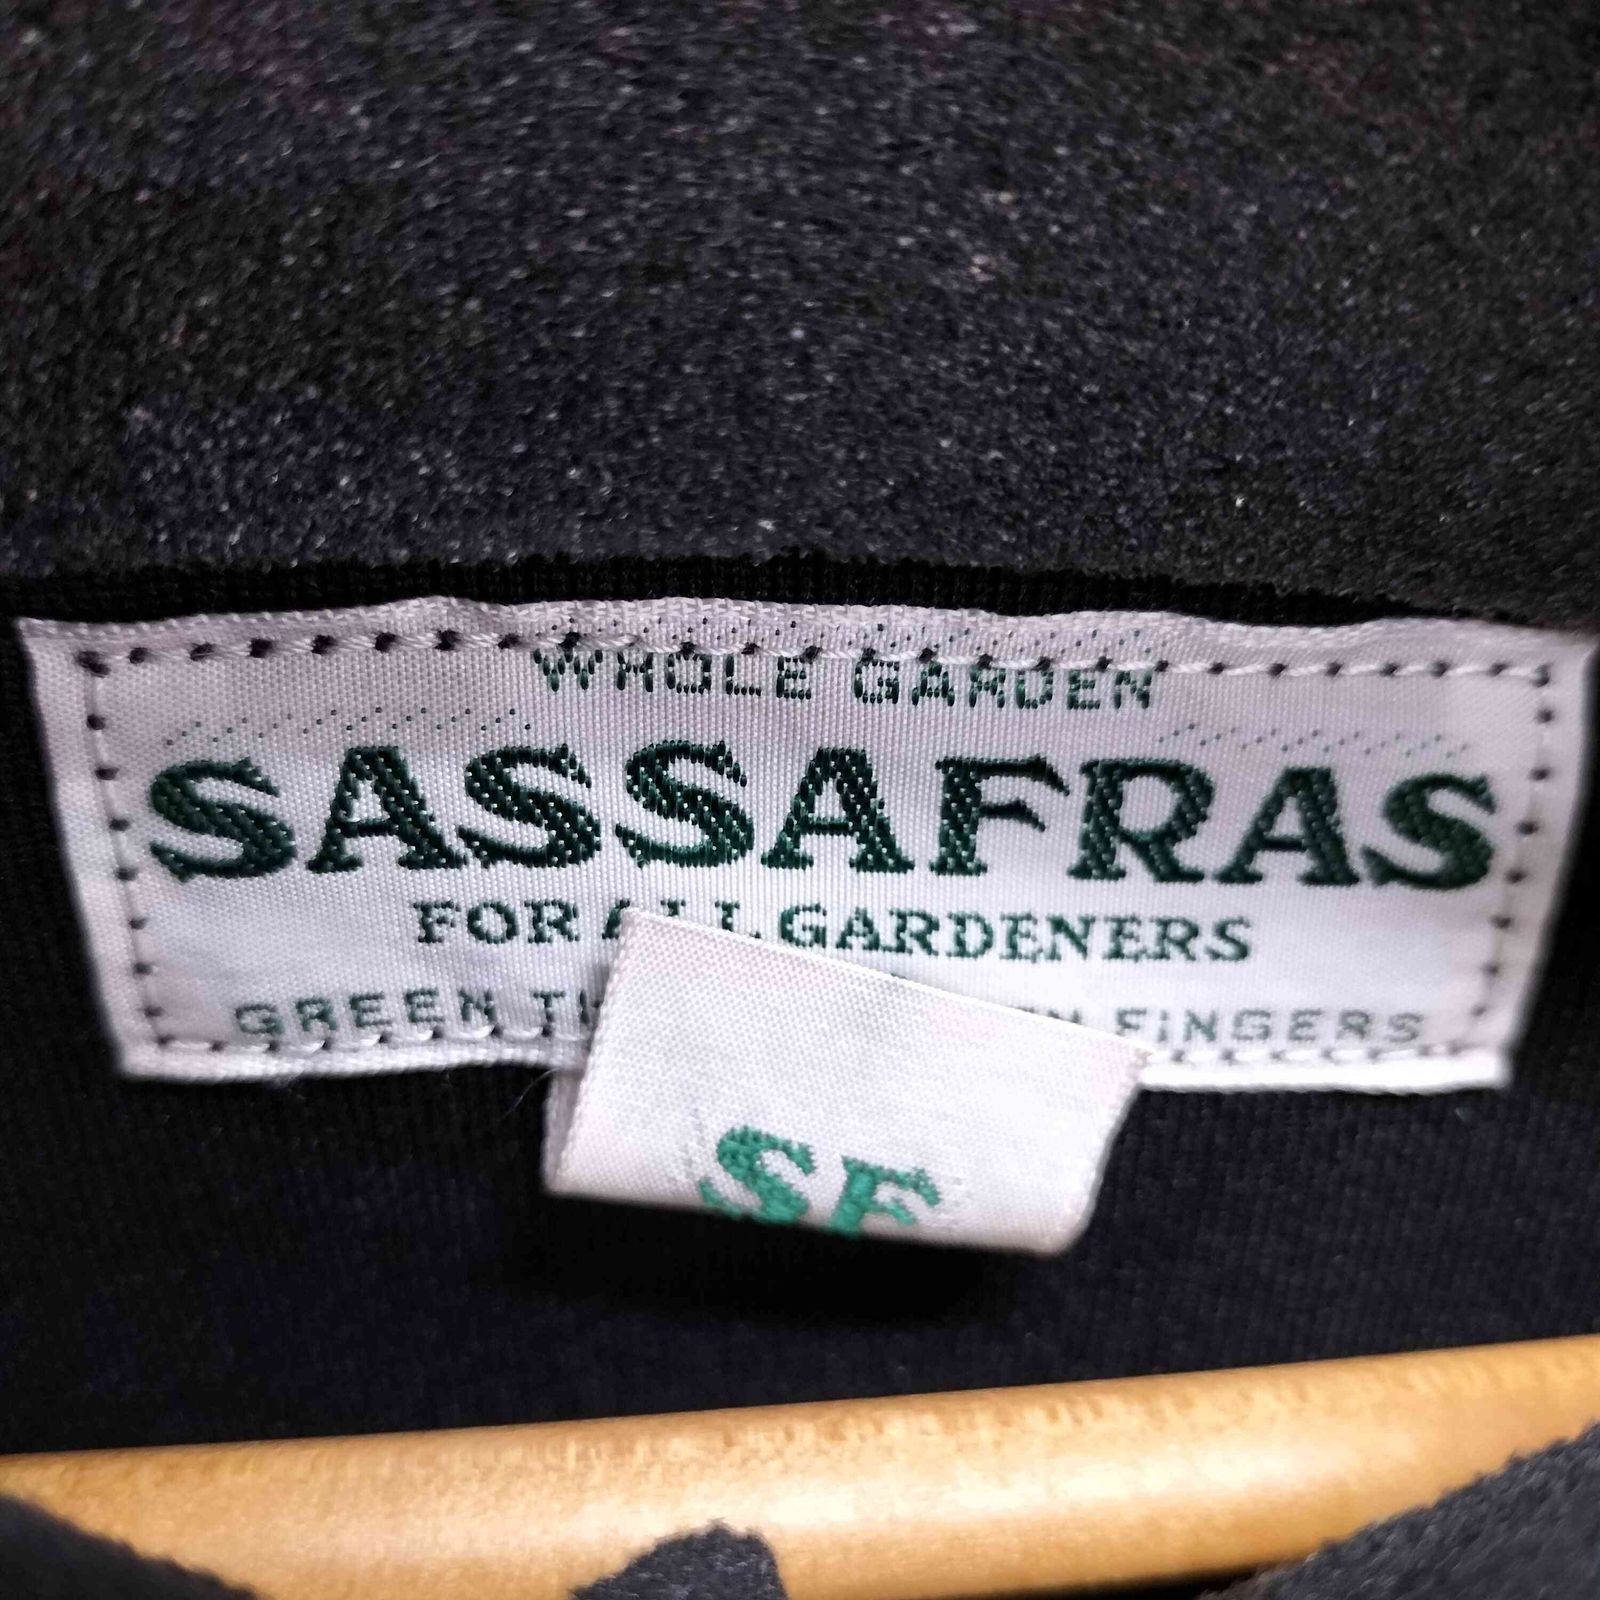 WHOLE GARDEN
SASSAFRAS
FOR ALL GARDENERS
GREEN FINGERS
SF